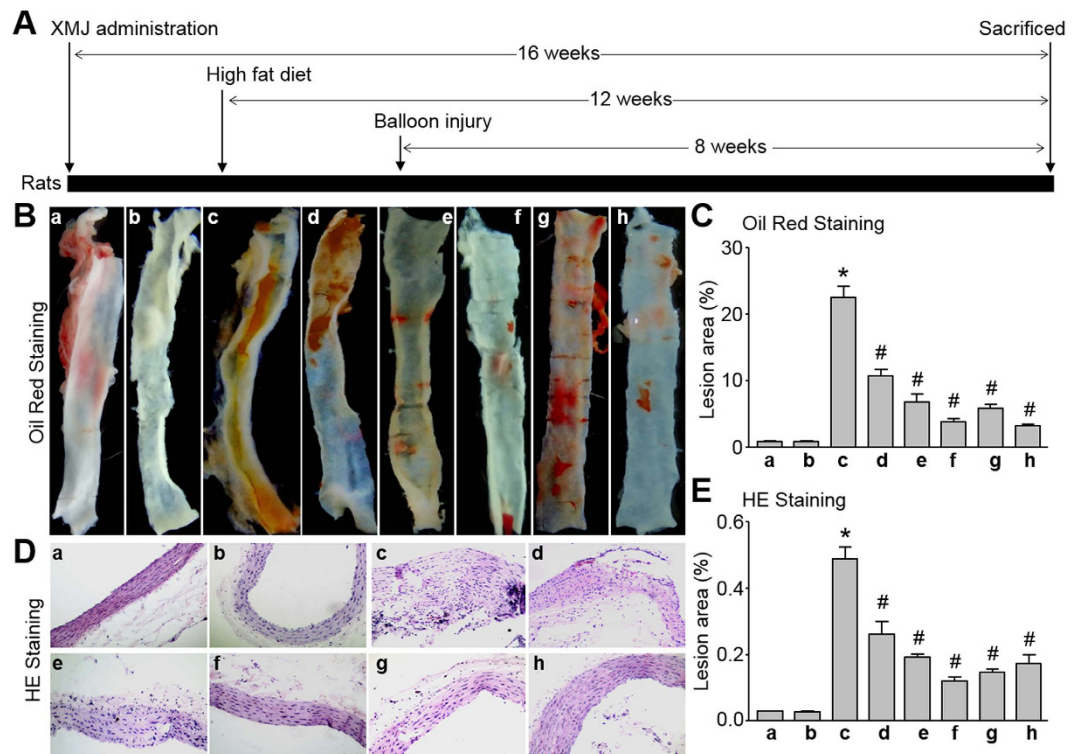 A
XMJ administration
Sacrificed
16 weeks
High fat diet
12 weeks
Balloon injury
8 weeks
Rats
B
Oil Red Staining
a b c d e f g h
C
Oil Red Staining
Lesion area (%)
30
20
10
0
* # # # # #
a b c d e f g h
D
HE Staining
a b c d
e f g h
E
HE Staining
Lesion area (%)
0.6
0.4
0.2
0.0
* # # # # #
a b c d e f g h